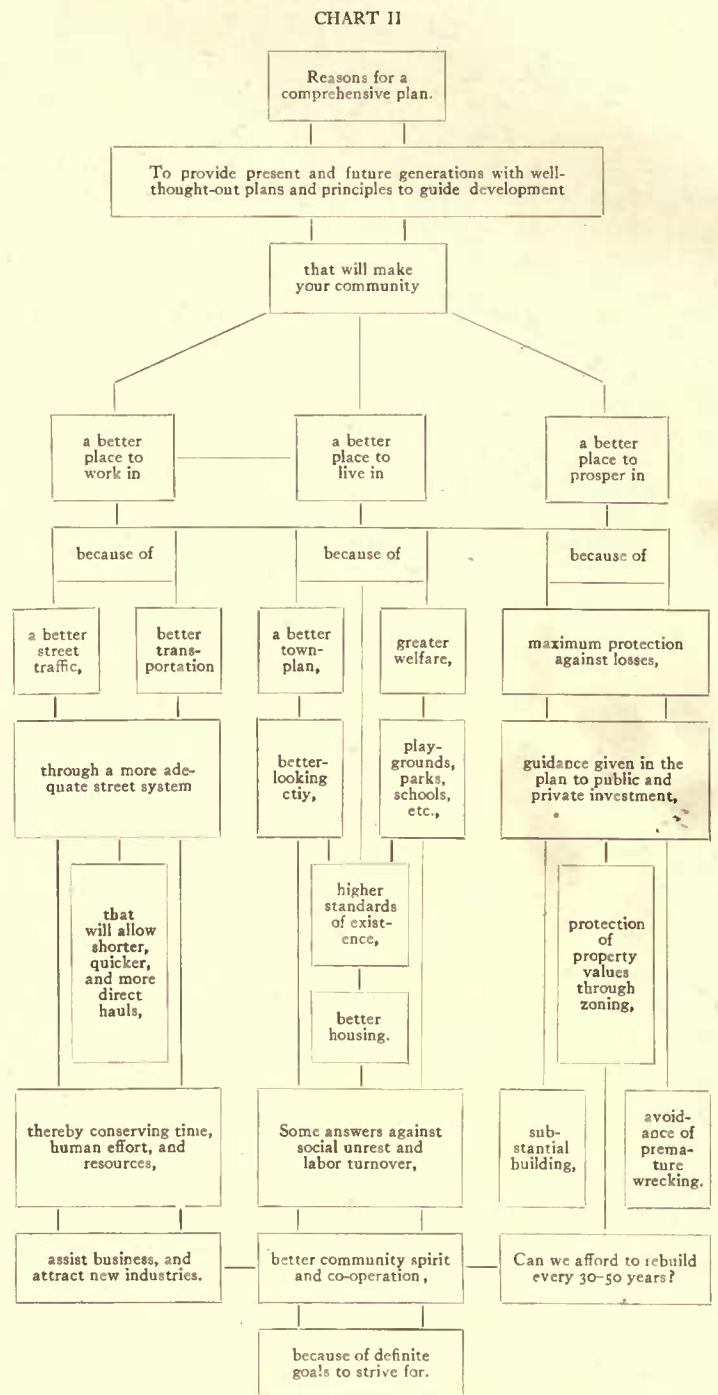 CHART II
Reasons for a
comprehensive plan.
To provide present and future generations with well-
thought-out plans and principles to guide development
that will make
your community
a better
place to
work in
a better
place to
live in
a better
place to
prosper in
because of
because of
because of
a better
street
traffic,
better
trans-
portation
a better
town-
plan,
greater
welfare,
maximum protection
against losses,
through a more ade-
quate street system
better-
looking
ctiy,
play-
grounds,
parks,
schools,
etc.,
guidance given in the
plan to public and
private investment,
that
will allow
shorter,
quicker,
and more
direct
hauls,
higher
standards
of exist-
ence,
protection
of
property
values
through
zoning,
better
housing.
thereby conserving time,
human effort, and
resources,
Some answers against
social unrest and
labor turnover,
sub-
stantial
building,
avoid-
ance of
prema-
ture
wrecking.
assist business, and
attract new industries.
better community spirit
and co-operation,
Can we afford to rebuild
every 30-50 years?
because of definite
goals to strive for.